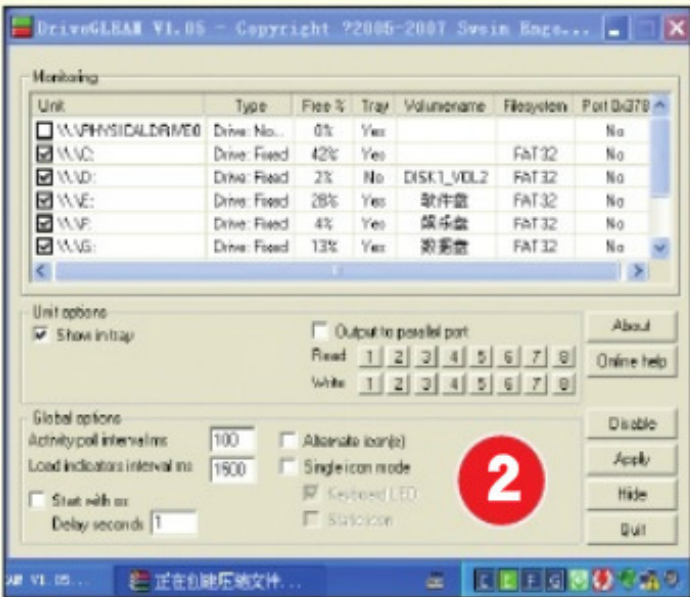 DriveGLEAM V1.05 - Copyright ?2005-2007 Swein Enge...
Monitoring
Unit Type Free % Tray Volumename Filesystem Port 0x378
\\.\PHYSICALDRIVE0 Drive: No... 0% Yes No
\\.\C: Drive: Fixed 42% Yes FAT32 No
\\.\D: Drive: Fixed 2% No DISK1_VOL2 FAT32 No
\\.\E: Drive: Fixed 28% Yes 软件盘 FAT32 No
\\.\F: Drive: Fixed 4% Yes 娱乐盘 FAT32 No
\\.\G: Drive: Fixed 13% Yes 数据盘 FAT32 No
Unit options
Show in tray
Output to parallel port
Read 1 2 3 4 5 6 7 8
Write 1 2 3 4 5 6 7 8
About
Online help
Global options
Activity poll interval ms 100
Load indicators interval ms 1500
Start with os
Delay seconds 1
Alternate icon(s)
Single icon mode
Keyboard LED
Static icon
2
Disable
Apply
Hide
Quit
V1.05... 正在创建压缩文件... C E F G